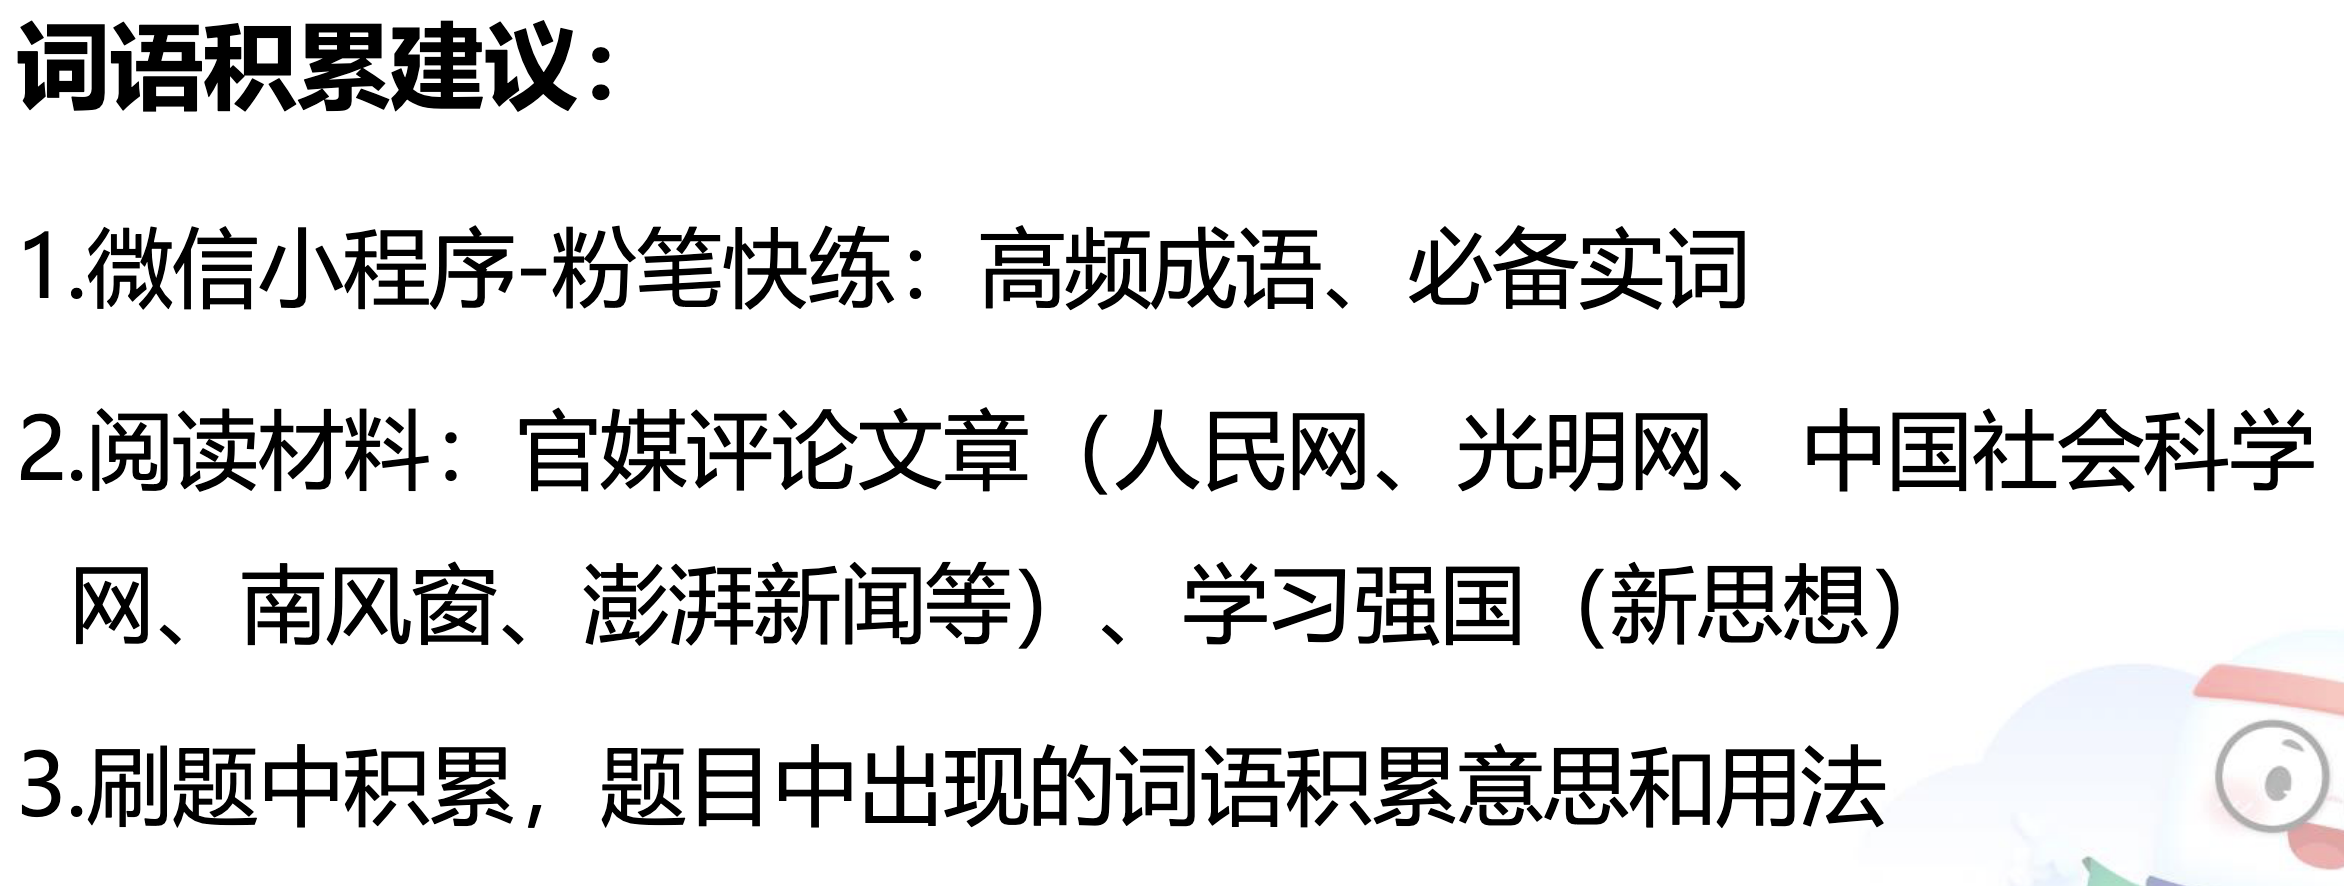 词语积累建议：
1.微信小程序-粉笔快练：高频成语、必备实词
2.阅读材料：官媒评论文章（人民网、光明网、中国社会科学
网、南风窗、澎湃新闻等）、学习强国（新思想）
3.刷题中积累，题目中出现的词语积累意思和用法